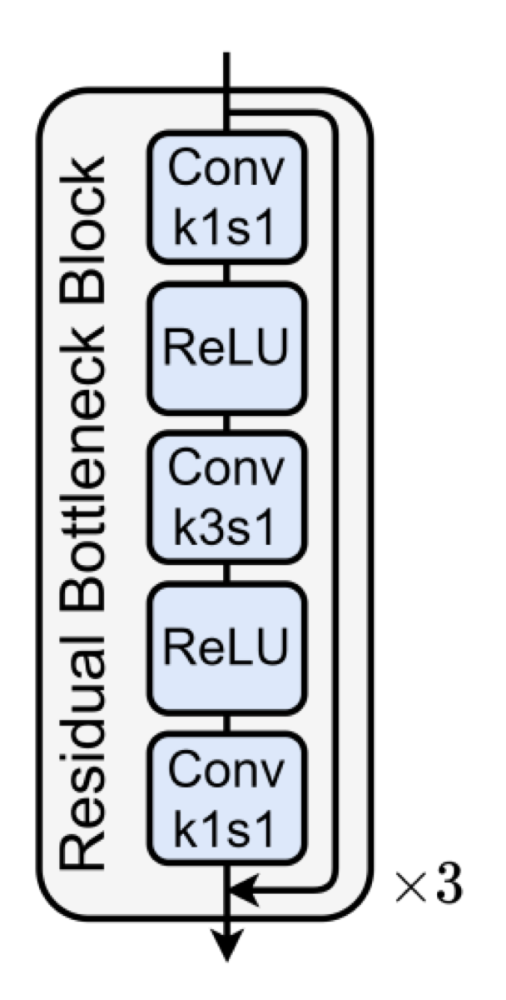 Residual Bottleneck Block
Conv
k1s1
ReLU
Conv
k3s1
ReLU
Conv
k1s1
×3